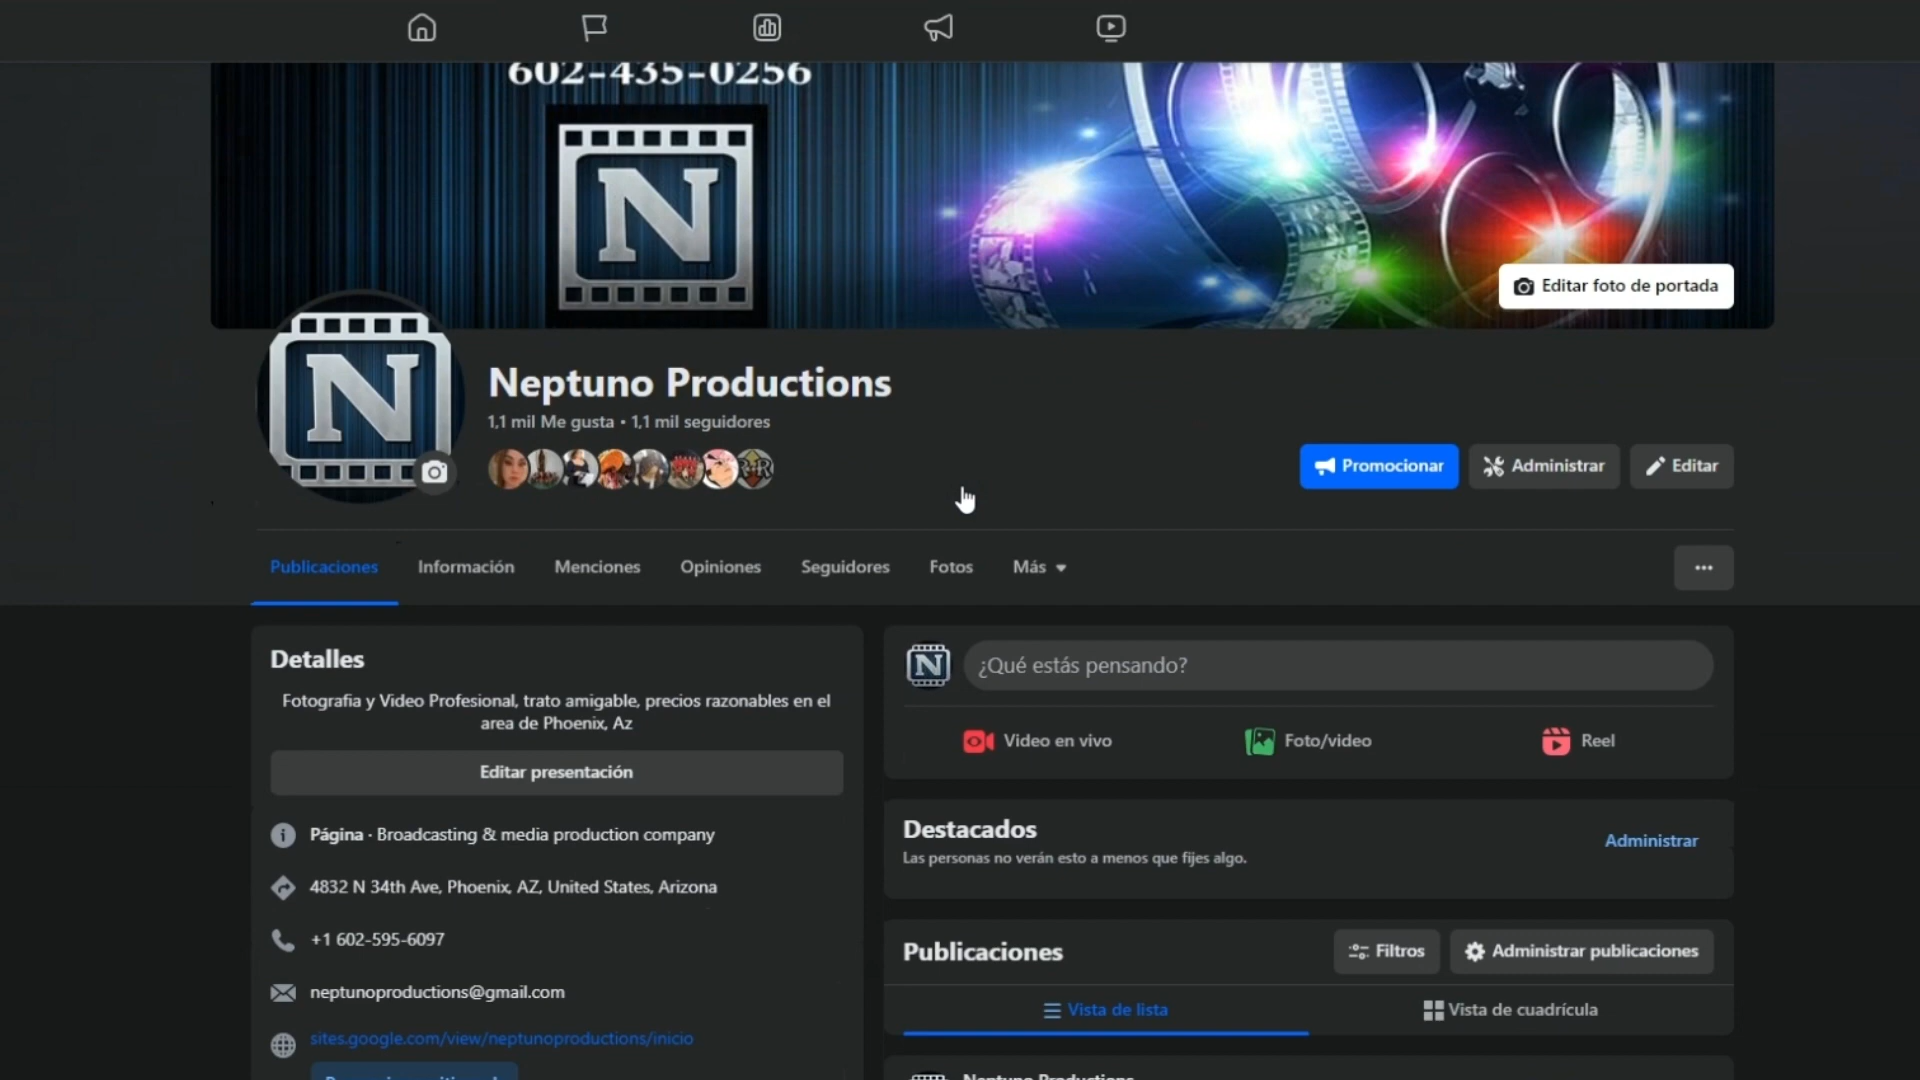 602-435-0256
N
Editar foto de portada
N
Neptuno Productions
1,1 mil Me gusta • 1,1 mil seguidores
Promocionar
Administrar
Editar
Publicaciones
Información
Menciones
Opiniones
Seguidores
Fotos
Más
Detalles
Fotografia y Video Profesional, trato amigable, precios razonables en el
area de Phoenix, Az
Editar presentación
Página · Broadcasting & media production company
4832 N 34th Ave, Phoenix, AZ, United States, Arizona
+1 602-595-6097
neptunoproductions@gmail.com
sites.google.com/view/neptunoproductions/inicio
N
¿Qué estás pensando?
Video en vivo
Foto/video
Reel
Destacados
Administrar
Las personas no verán esto a menos que fijes algo.
Publicaciones
Filtros
Administrar publicaciones
Vista de lista
Vista de cuadrícula
Neptuno Productions